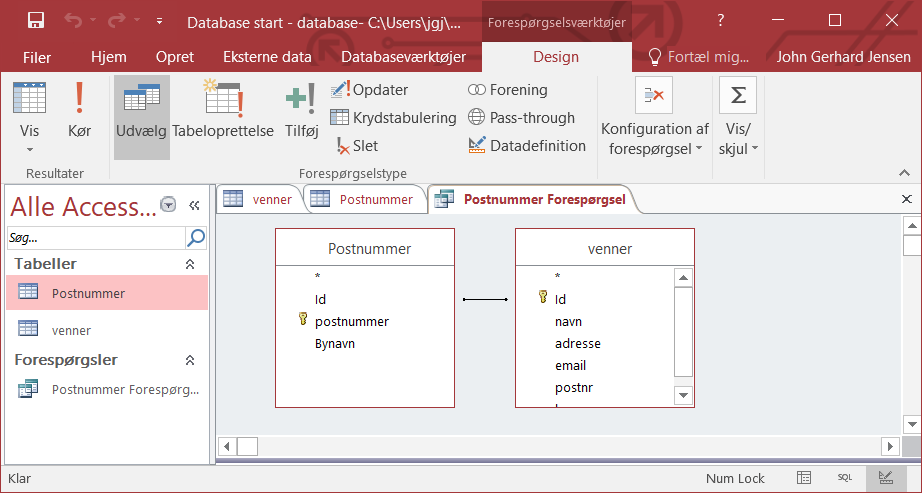 Database start - database- C:\Users\jgj\...
Forespørgselsværktøjer
?
Filer
Hjem
Opret
Eksterne data
Databaseværktøjer
Design
Fortæl mig...
John Gerhard Jensen
Vis
Kør
Udvælg
Tabeloprettelse
Tilføj
Opdater
Krydstabulering
Slet
Forening
Pass-through
Datadefinition
Konfiguration af
forespørgsel
Vis/
skjul
Resultater
Forespørgselstype
Alle Access...
Søg...
Tabeller
Postnummer
venner
Forespørgsler
Postnummer Forespørg...
venner
Postnummer
Postnummer Forespørgsel
Postnummer
*
Id
postnummer
Bynavn
venner
*
Id
navn
adresse
email
postnr
Klar
Num Lock
SQL